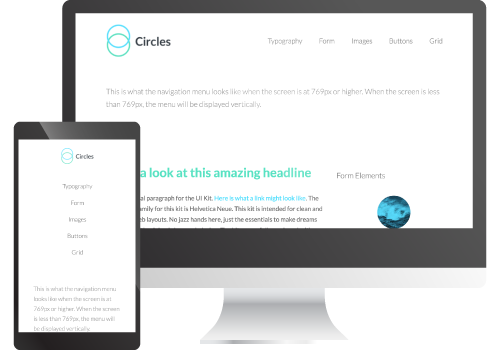 Circles
Typography Form Images Buttons Grid
This is what the navigation menu looks like when the screen is at 769px or higher. When the screen is less
than 769px, the menu will be displayed vertically.
a look at this amazing headline
Form Elements
al paragraph for the UI Kit. Here is what a link might look like. The
amily for this kit is Helvetica Neue. This kit is intended for clean and
eb layouts. No jazz hands here, just the essentials to make dreams
Circles
Typography
Form
Images
Buttons
Grid
This is what the navigation menu
looks like when the screen is at
769px or higher. When the screen
is less than 769px, the menu will
be displayed vertically.